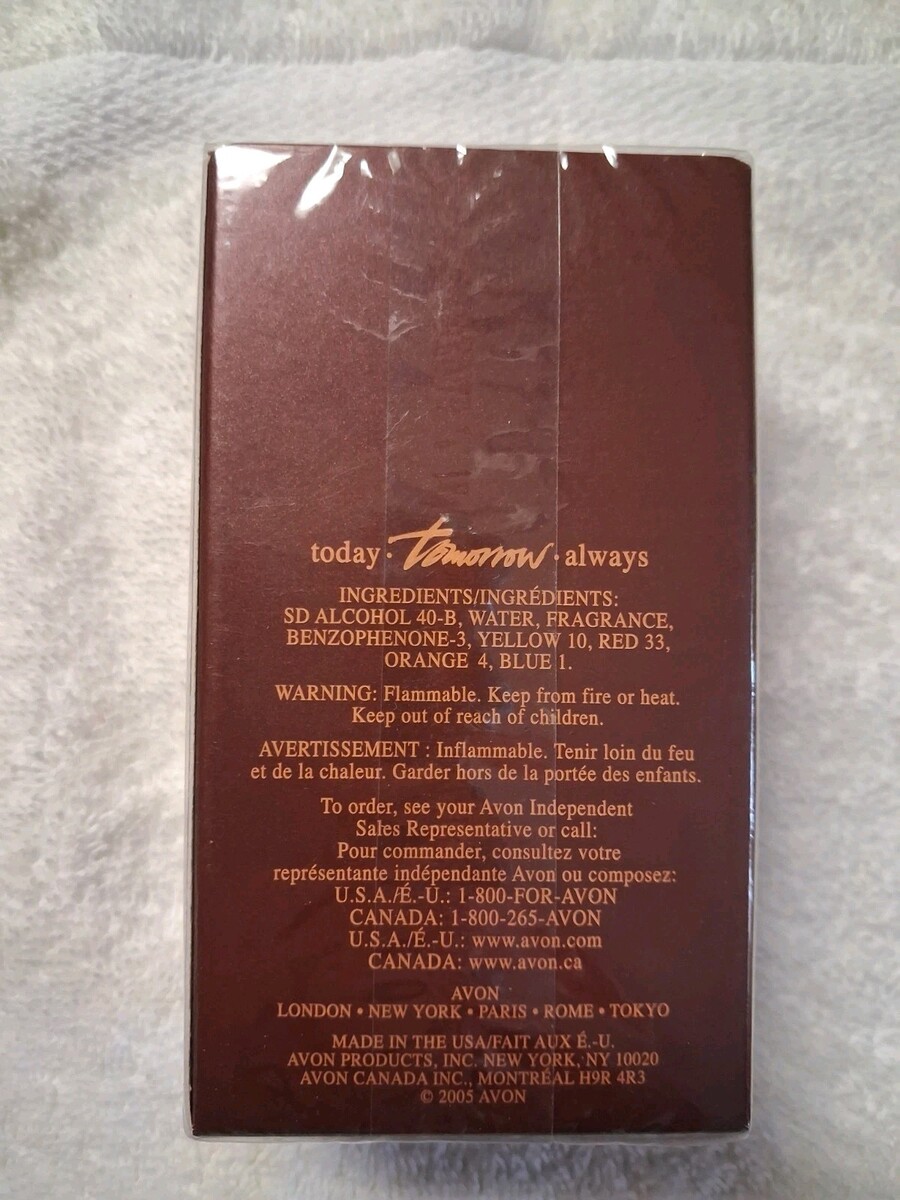 today · tomorrow · always
INGREDIENTS/INGRÉDIENTS:
SD ALCOHOL 40-B, WATER, FRAGRANCE,
BENZOPHENONE-3, YELLOW 10, RED 33,
ORANGE 4, BLUE 1.
WARNING: Flammable. Keep from fire or heat.
Keep out of reach of children.
AVERTISSEMENT : Inflammable. Tenir loin du feu
et de la chaleur. Garder hors de la portée des enfants.
To order, see your Avon Independent
Sales Representative or call:
Pour commander, consultez votre
représentante indépendante Avon ou composez:
U.S.A./É.-U.: 1-800-FOR-AVON
CANADA: 1-800-265-AVON
U.S.A./É.-U.: www.avon.com
CANADA: www.avon.ca
AVON
LONDON • NEW YORK • PARIS • ROME • TOKYO
MADE IN THE USA/FAIT AUX É.-U.
AVON PRODUCTS, INC. NEW YORK, NY 10020
AVON CANADA INC., MONTRÉAL H9R 4R3
© 2005 AVON